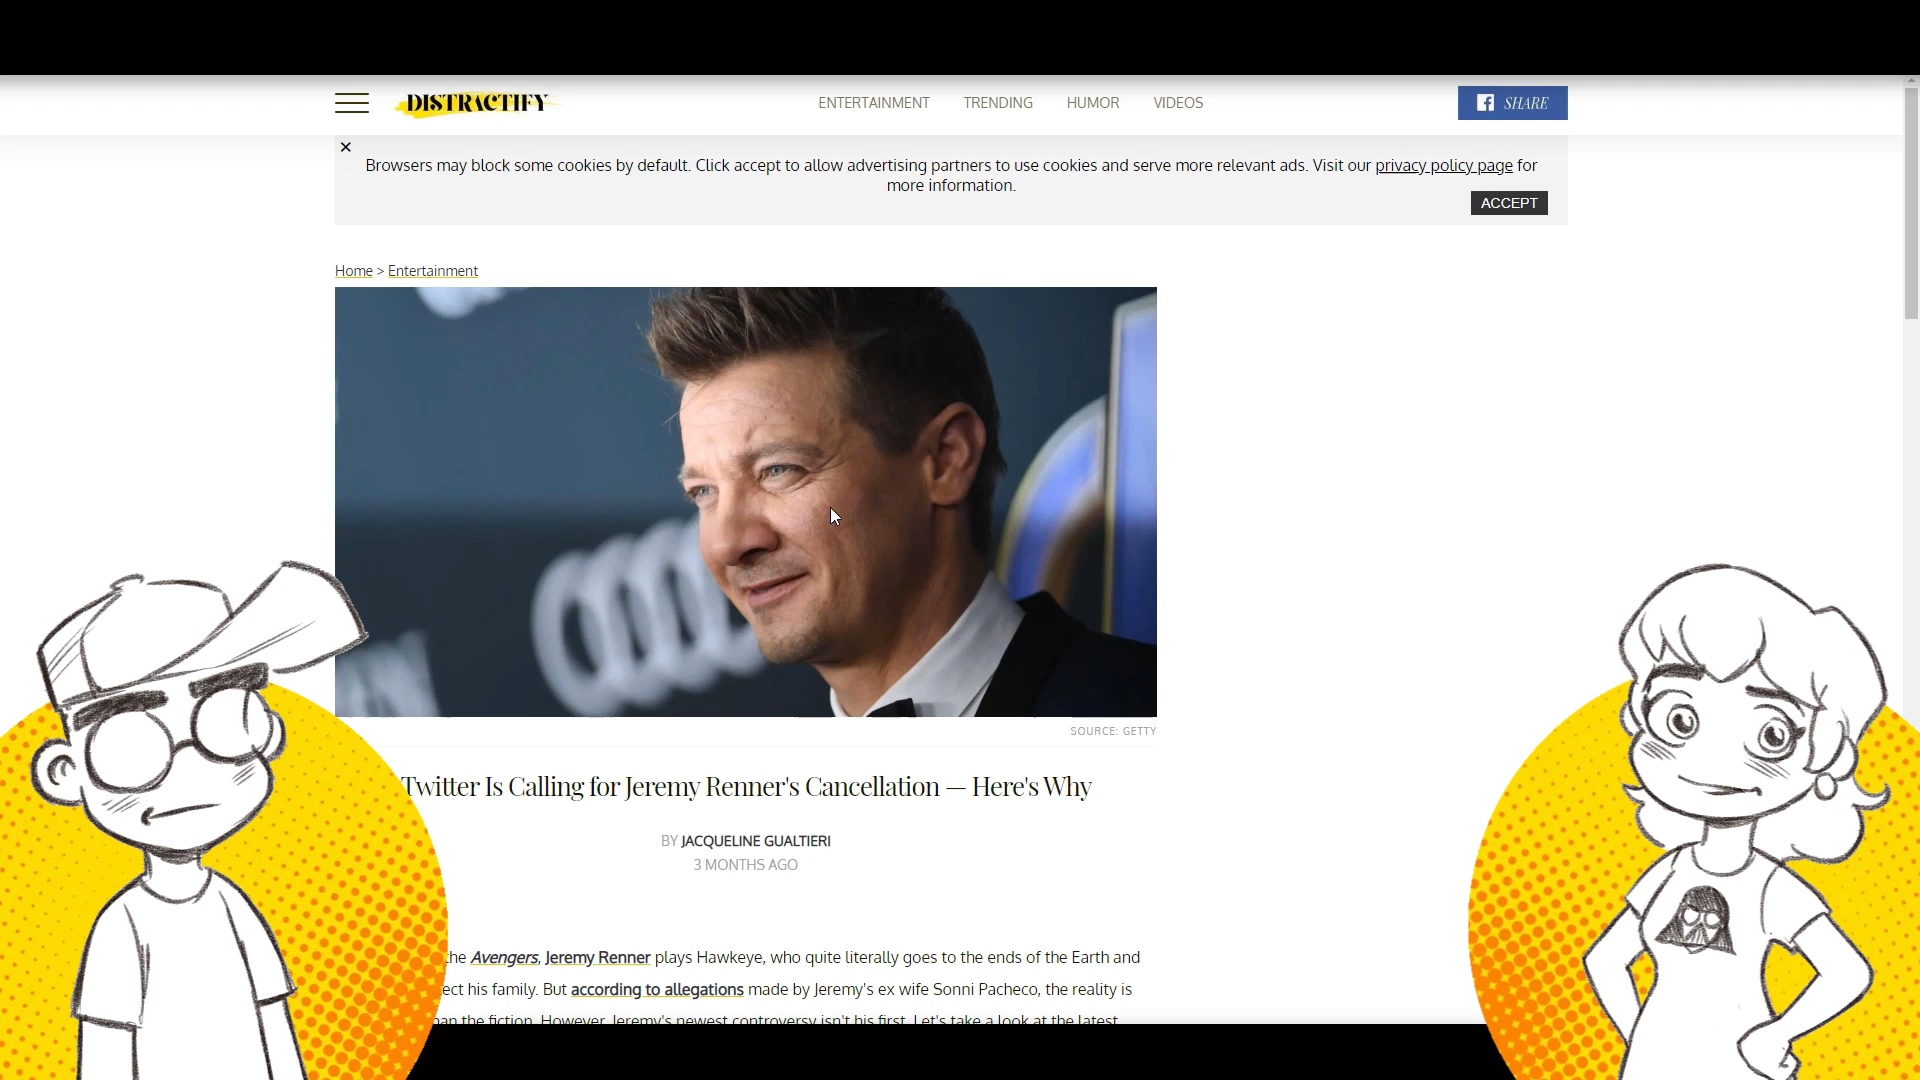 DISTRACTIFY
ENTERTAINMENT
TRENDING
HUMOR
VIDEOS
SHARE
Browsers may block some cookies by default. Click accept to allow advertising partners to use cookies and serve more relevant ads. Visit our privacy policy page for
more information.
ACCEPT
Home > Entertainment
SOURCE: GETTY
Twitter Is Calling for Jeremy Renner's Cancellation — Here's Why
BY JACQUELINE GUALTIERI
3 MONTHS AGO
the Avengers, Jeremy Renner plays Hawkeye, who quite literally goes to the ends of the Earth and
ect his family. But according to allegations made by Jeremy's ex wife Sonni Pacheco, the reality is
than the fiction. However, Jeremy's newest controversy isn't his first. Let's take a look at the latest